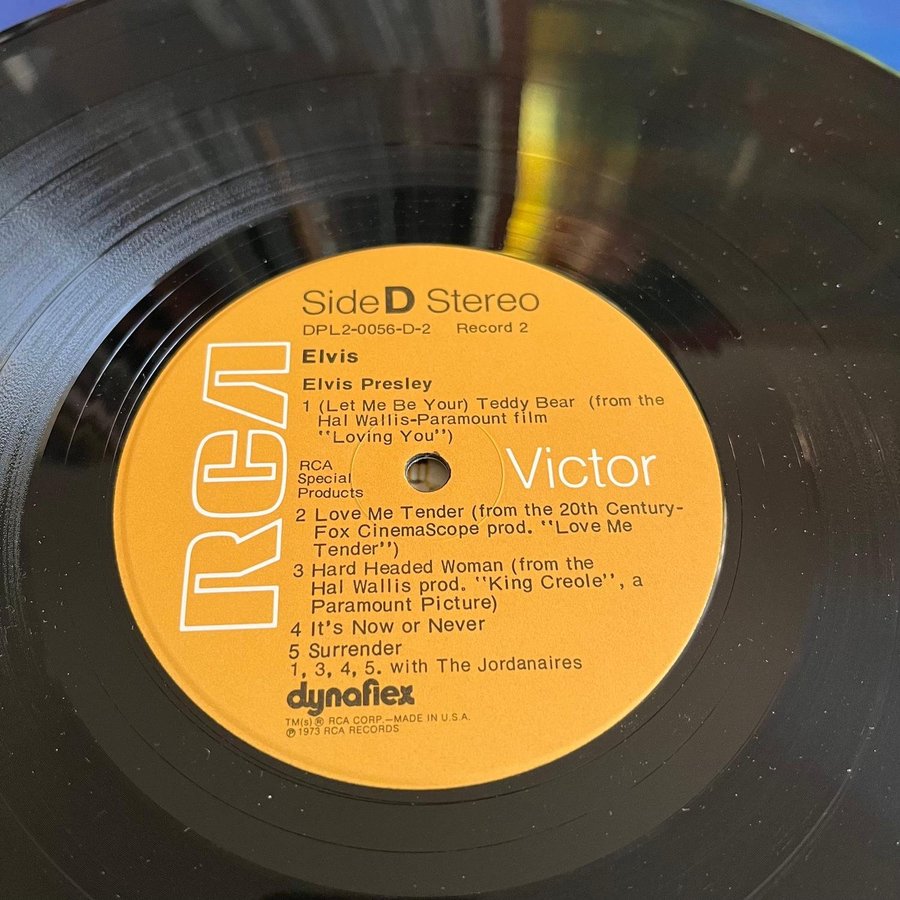 Side D Stereo
DPL2-0056-D-2 Record 2
Elvis
Elvis Presley
1 (Let Me Be Your) Teddy Bear (from the
Hal Wallis-Paramount film
"Loving You")
RCA
Special
Products
RCA
Victor
2 Love Me Tender (from the 20th Century-
Fox CinemaScope prod. "Love Me
Tender")
3 Hard Headed Woman (from the
Hal Wallis prod. "King Creole", a
Paramount Picture)
4 It's Now or Never
5 Surrender
1, 3, 4, 5. with The Jordanaires
dynaflex
TM(s) ® RCA CORP.—MADE IN U.S.A.
℗ 1973 RCA RECORDS